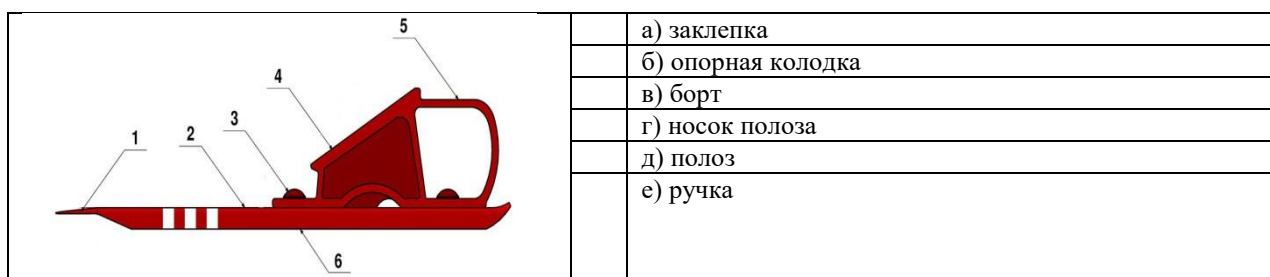 5
4
3
2
1
6
а) заклепка
б) опорная колодка
в) борт
г) носок полоза
д) полоз
е) ручка